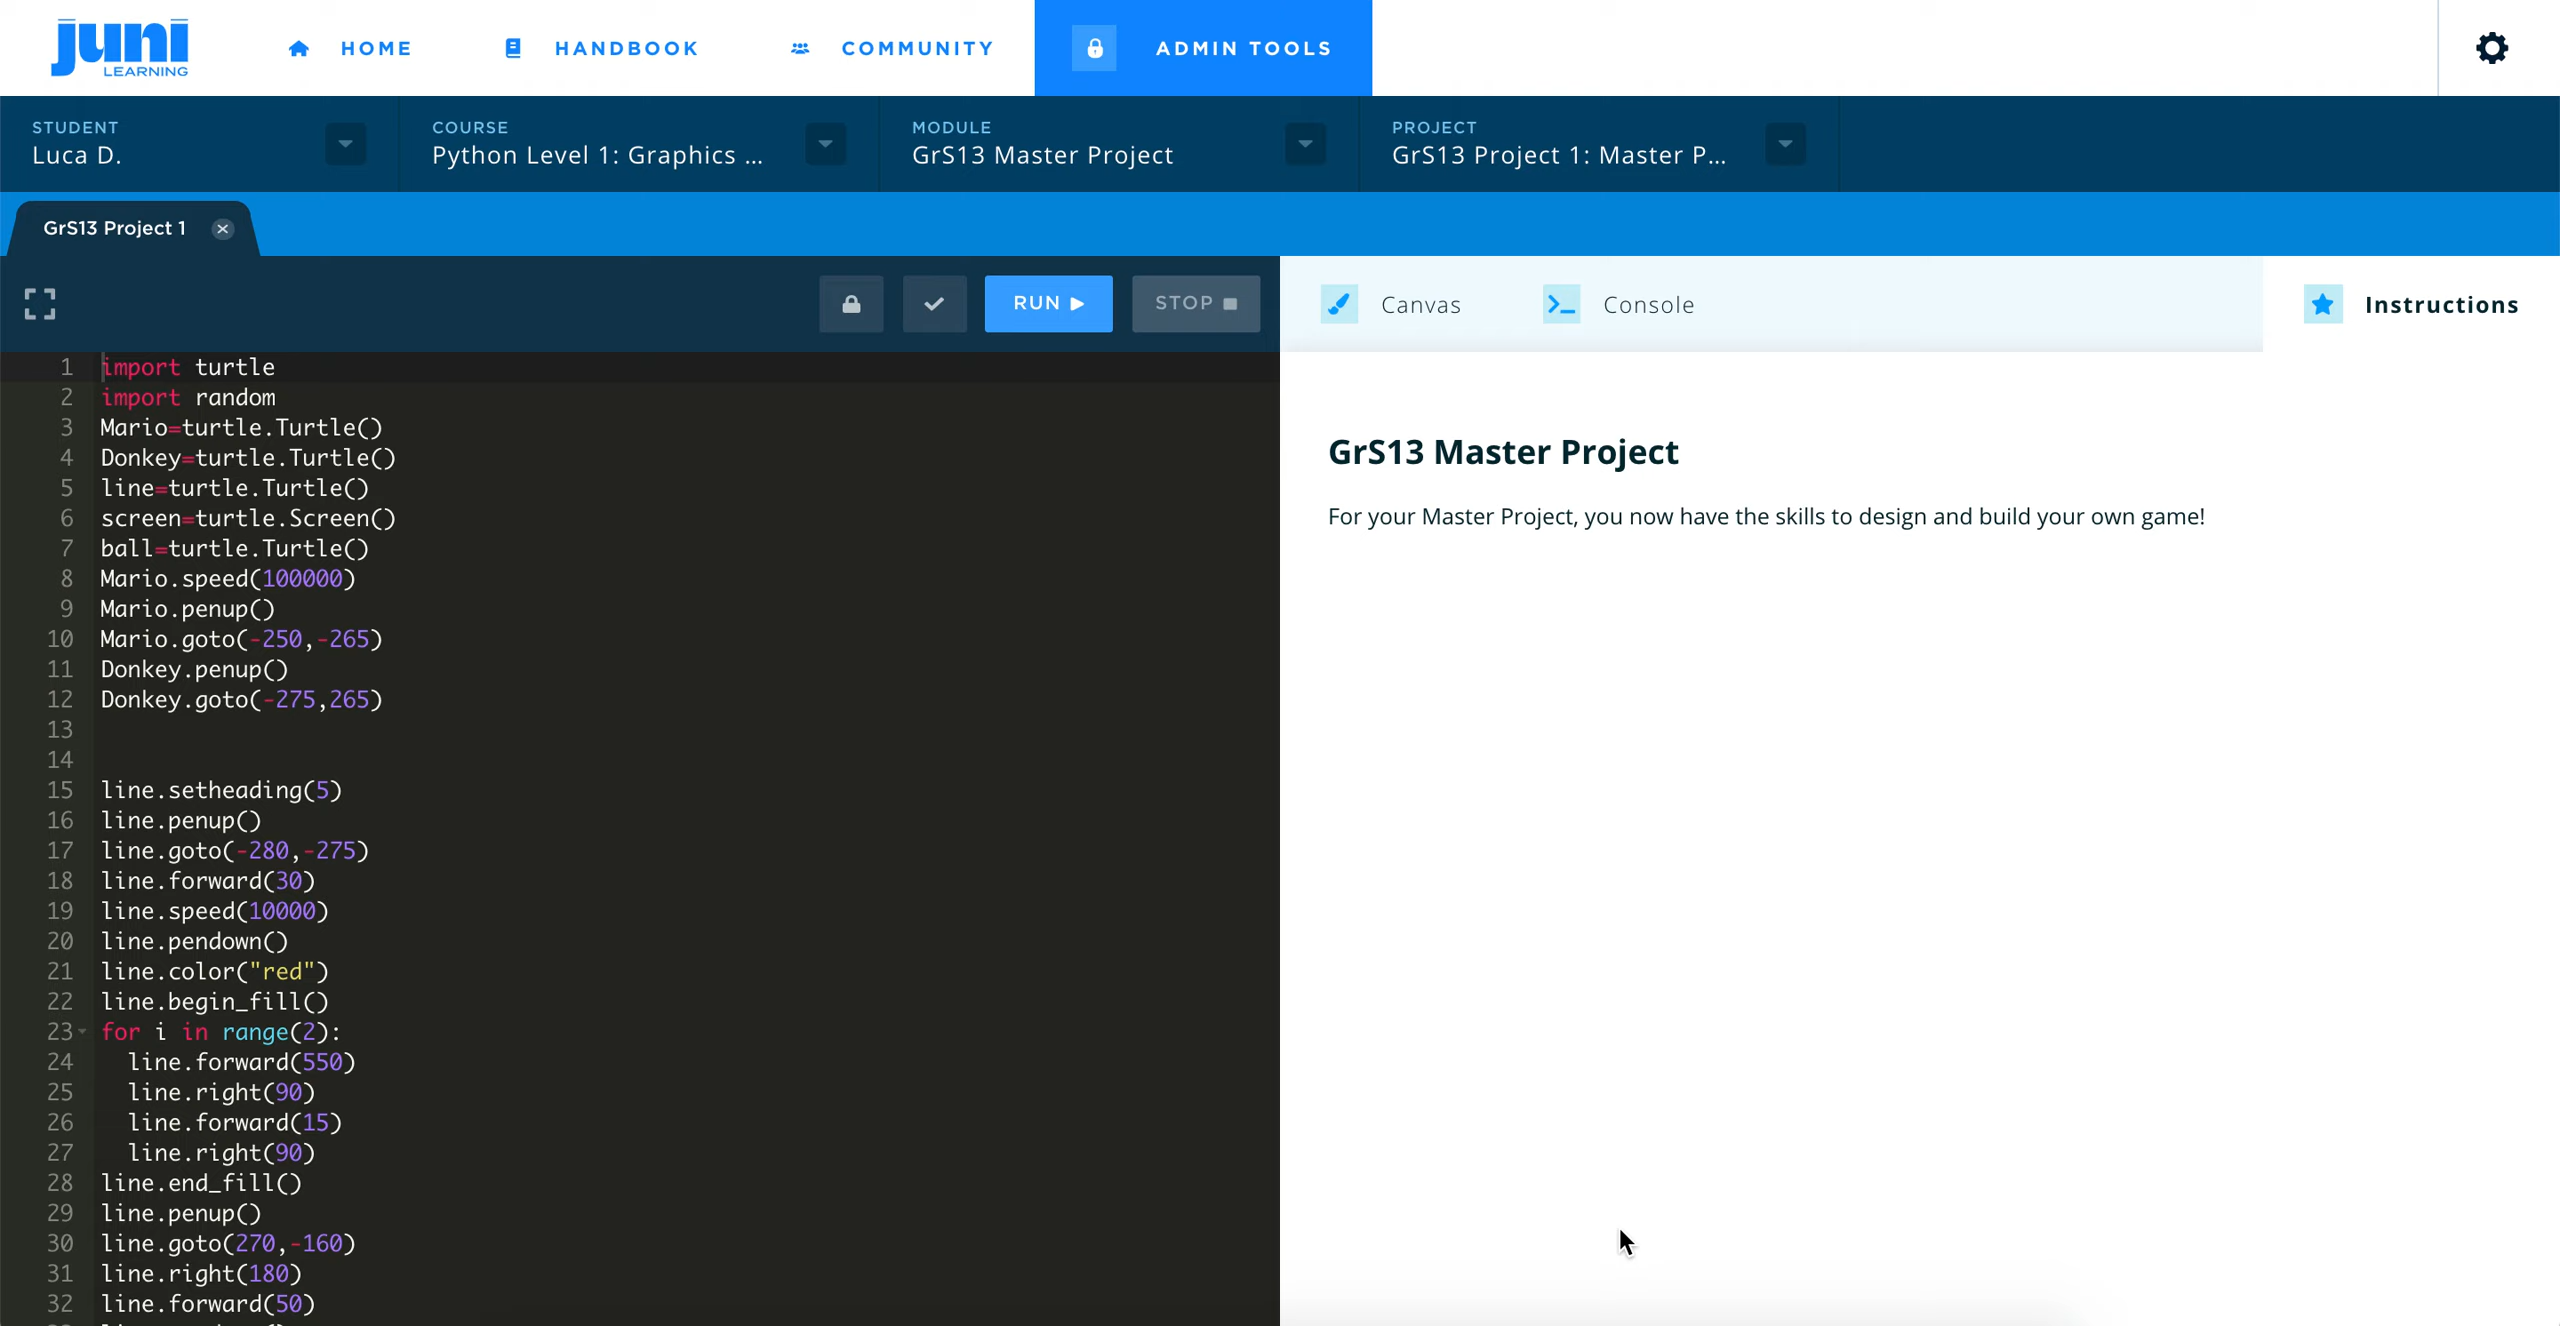 juni
LEARNING
HOME
HANDBOOK
COMMUNITY
ADMIN TOOLS
STUDENT
Luca D.
COURSE
Python Level 1: Graphics ...
MODULE
GrS13 Master Project
PROJECT
GrS13 Project 1: Master P...
GrS13 Project 1
RUN
STOP
Canvas
Console
Instructions
1 import turtle
2 import random
3 Mario=turtle.Turtle()
4 Donkey=turtle.Turtle()
5 line=turtle.Turtle()
6 screen=turtle.Screen()
7 ball=turtle.Turtle()
8 Mario.speed(100000)
9 Mario.penup()
10 Mario.goto(-250,-265)
11 Donkey.penup()
12 Donkey.goto(-275,265)
13
14
15 line.setheading(5)
16 line.penup()
17 line.goto(-280,-275)
18 line.forward(30)
19 line.speed(10000)
20 line.pendown()
21 line.color("red")
22 line.begin_fill()
23 for i in range(2):
24   line.forward(550)
25   line.right(90)
26   line.forward(15)
27   line.right(90)
28 line.end_fill()
29 line.penup()
30 line.goto(270,-160)
31 line.right(180)
32 line.forward(50)
GrS13 Master Project
For your Master Project, you now have the skills to design and build your own game!